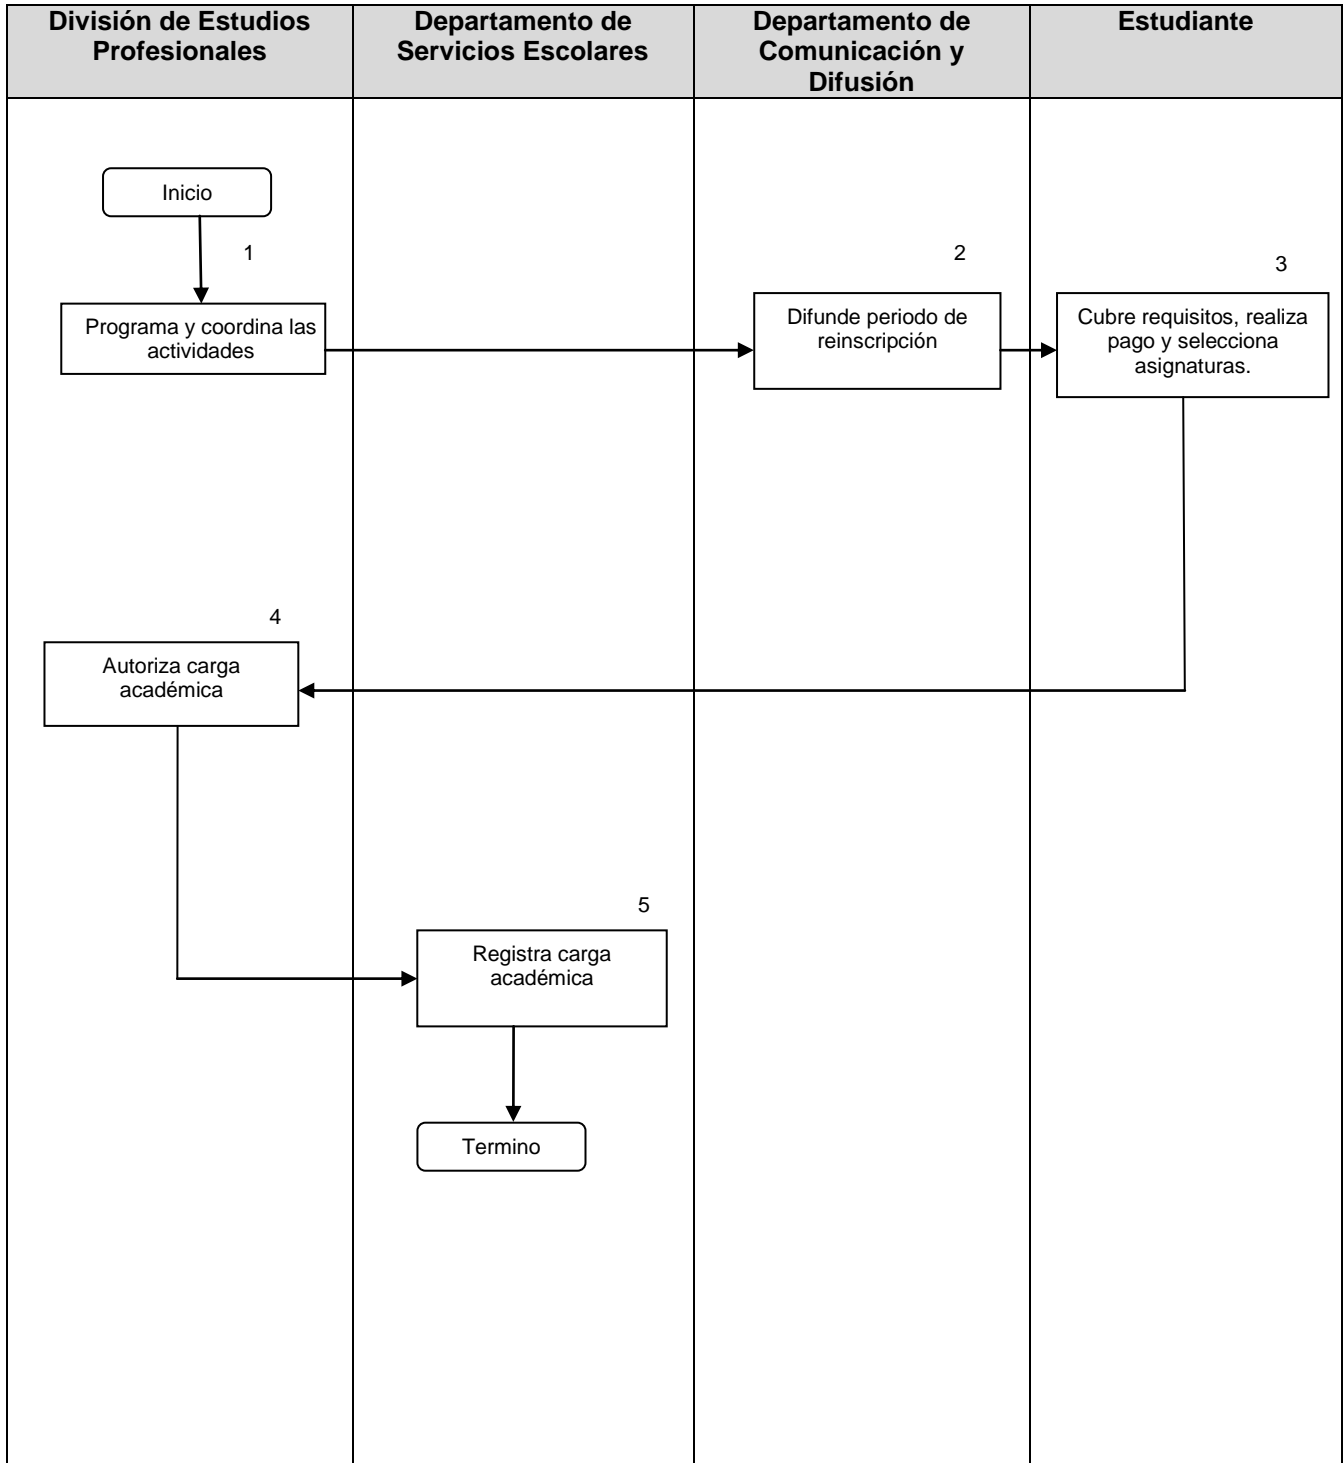 División de Estudios
Profesionales
Departamento de
Servicios Escolares
Departamento de
Comunicación y
Difusión
Estudiante
Inicio
1
Programa y coordina las
actividades
2
Difunde periodo de
reinscripción
3
Cubre requisitos, realiza
pago y selecciona
asignaturas.
4
Autoriza carga
académica
5
Registra carga
académica
Termino